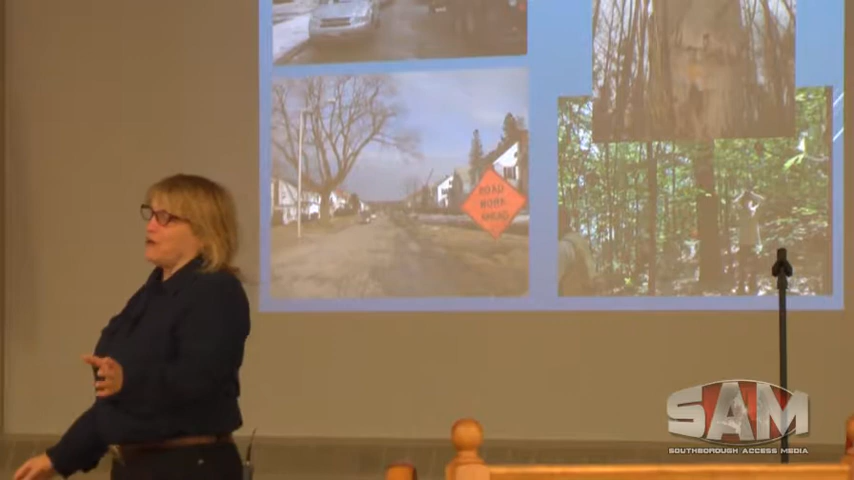 ROAD
WORK
AHEAD
SAM
SOUTHBOROUGH ACCESS MEDIA